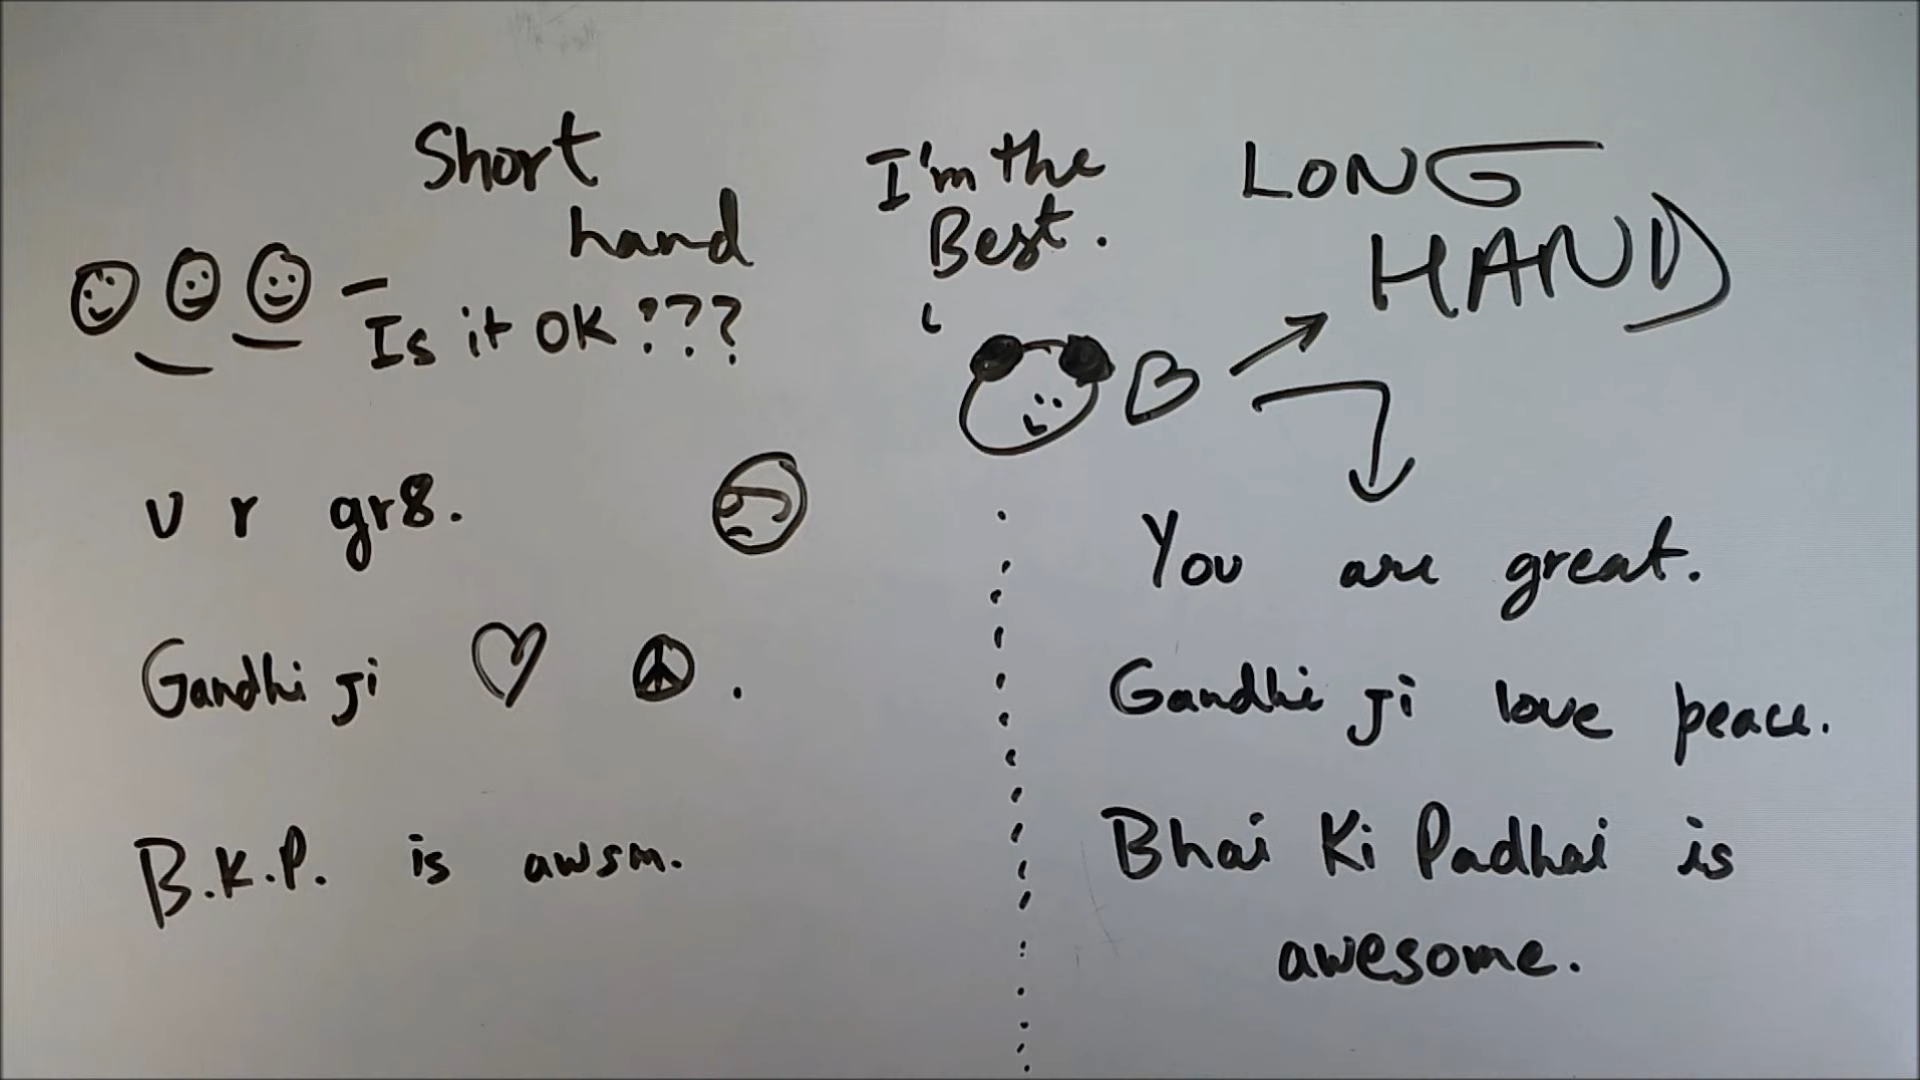 Short
hand
Is it OK???
I'm the
Best.
LONG
HAND
u r gr8.
Gandhi ji ♡ ☮.
B.K.P. is awsm.
You are great.
Gandhi ji love peace.
Bhai Ki Padhai is
awesome.